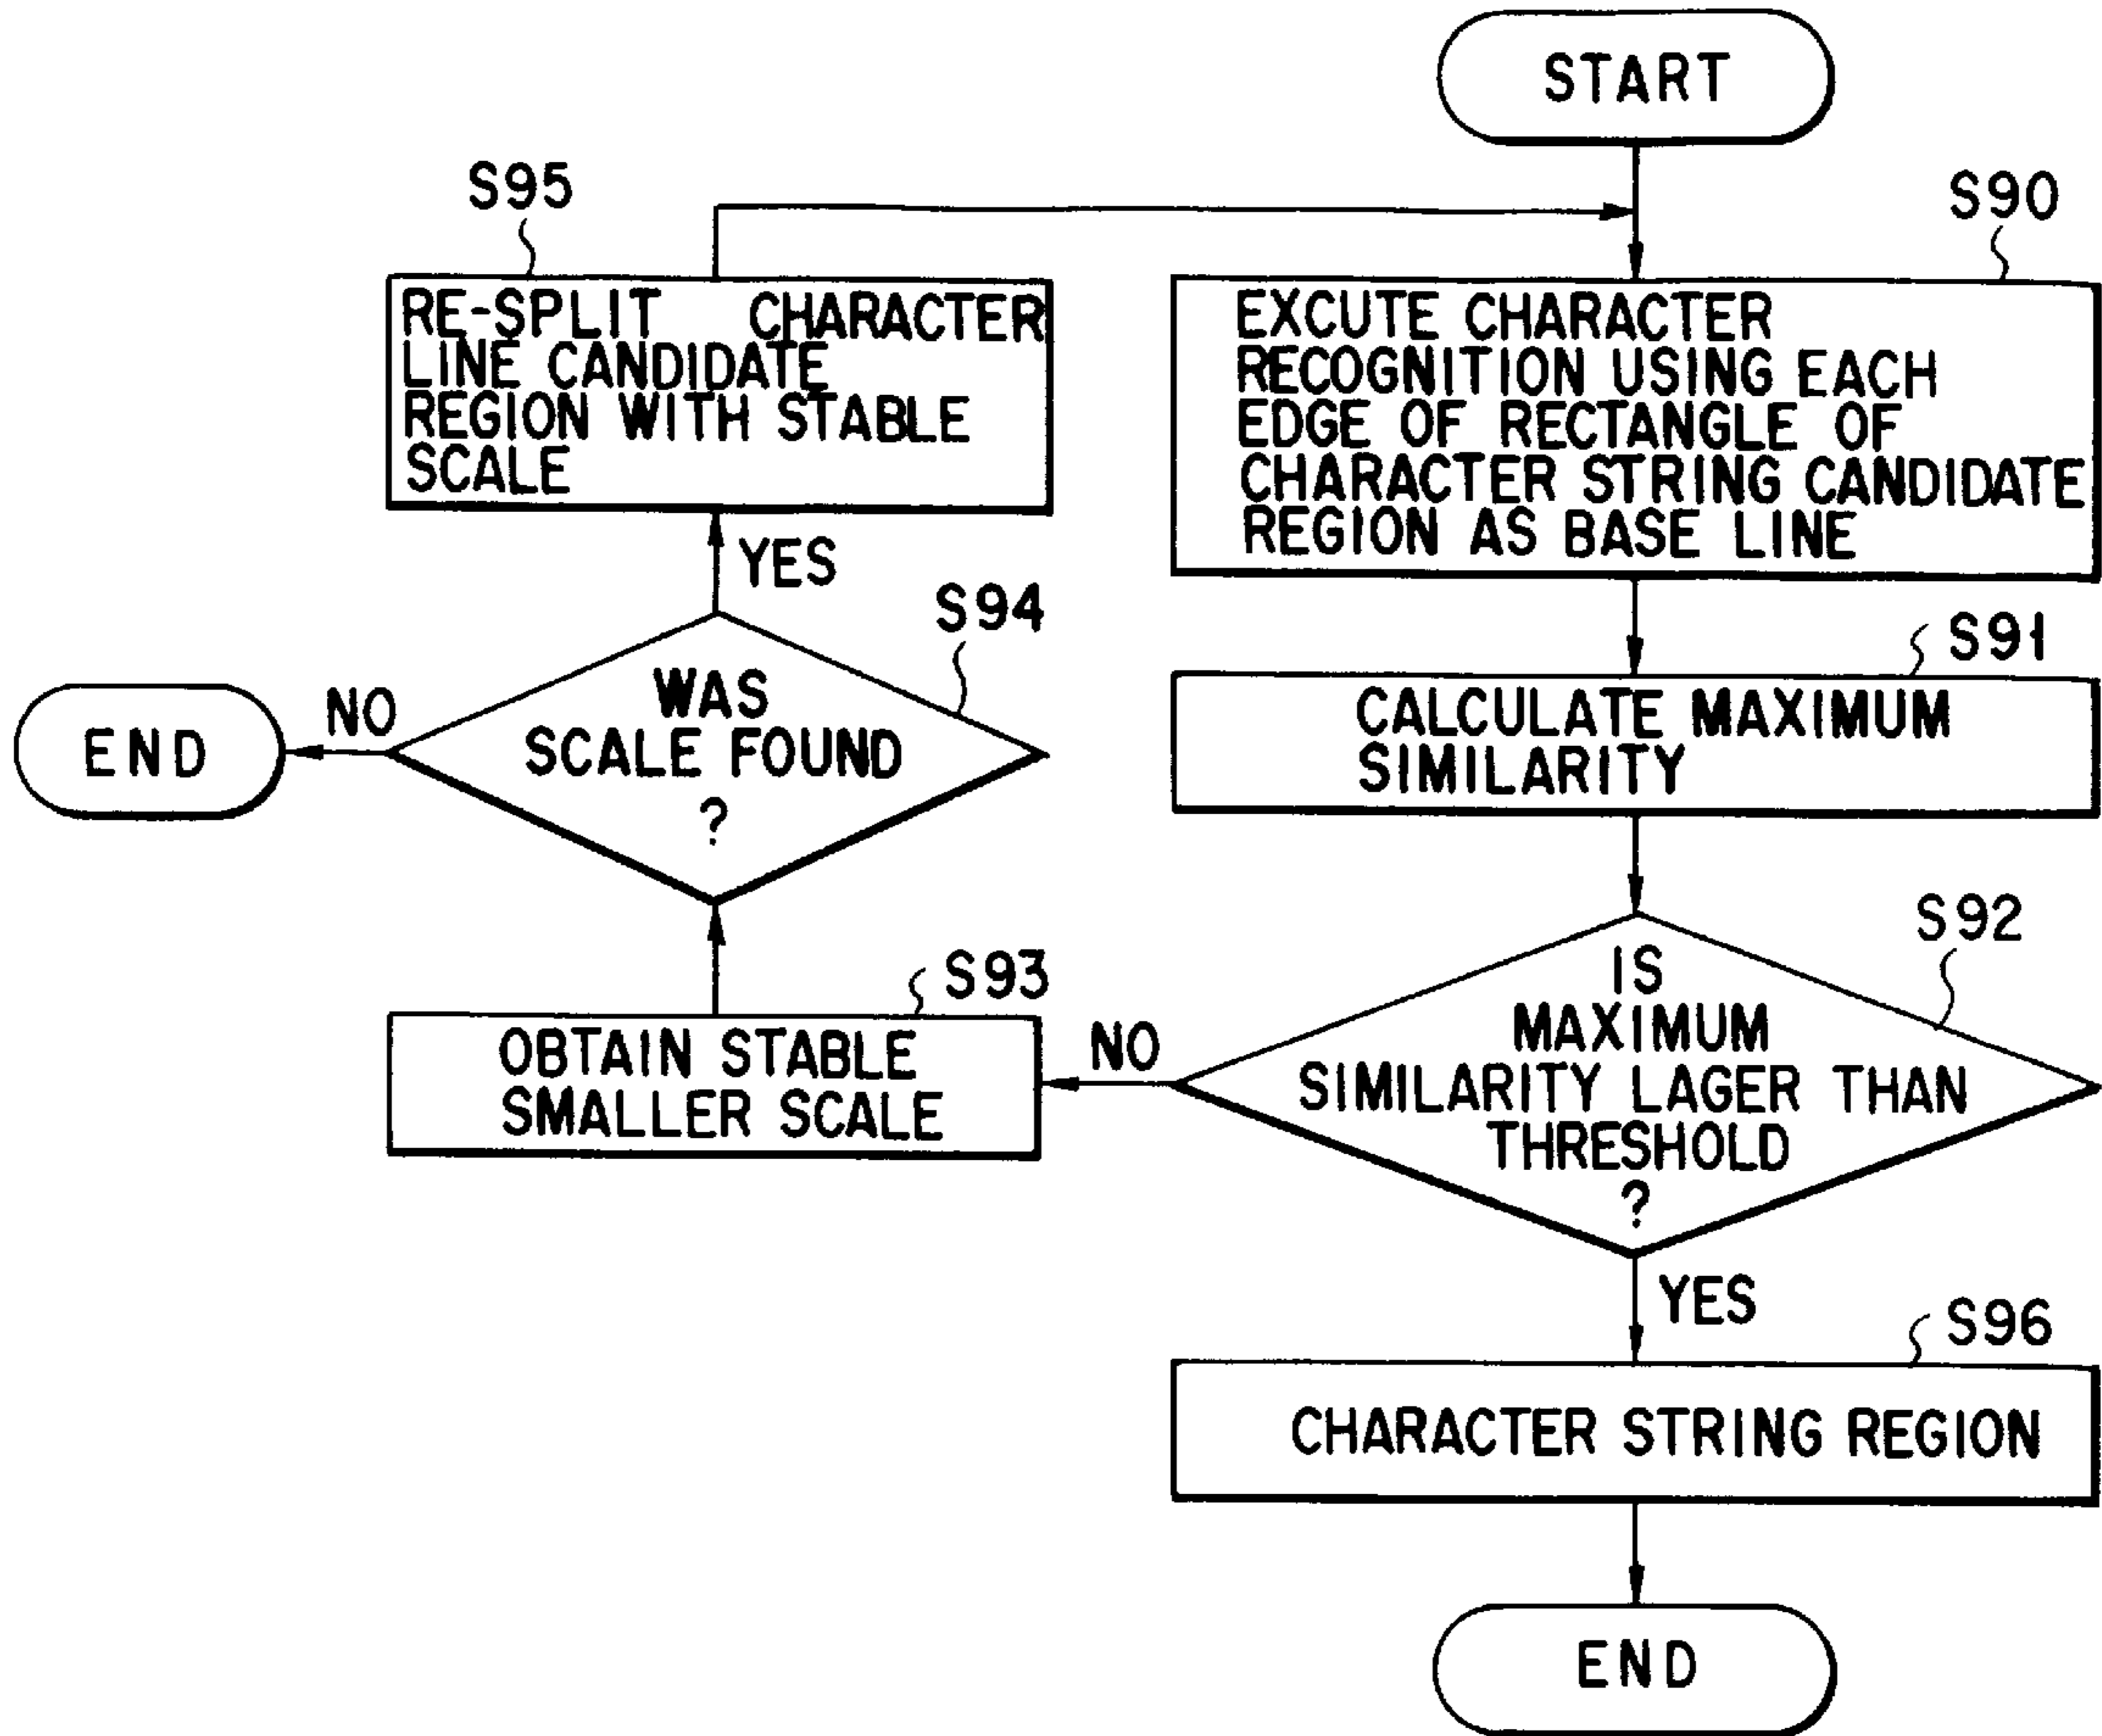 START
S90
EXCUTE CHARACTER
RECOGNITION USING EACH
EDGE OF RECTANGLE OF
CHARACTER STRING CANDIDATE
REGION AS BASE LINE
S91
CALCULATE MAXIMUM
SIMILARITY
S92
IS
MAXIMUM
SIMILARITY LAGER THAN
THRESHOLD
?
NO
YES
S93
OBTAIN STABLE
SMALLER SCALE
S94
WAS
SCALE FOUND
?
NO
END
YES
S95
RE-SPLIT CHARACTER
LINE CANDIDATE
REGION WITH STABLE
SCALE
S96
CHARACTER STRING REGION
END